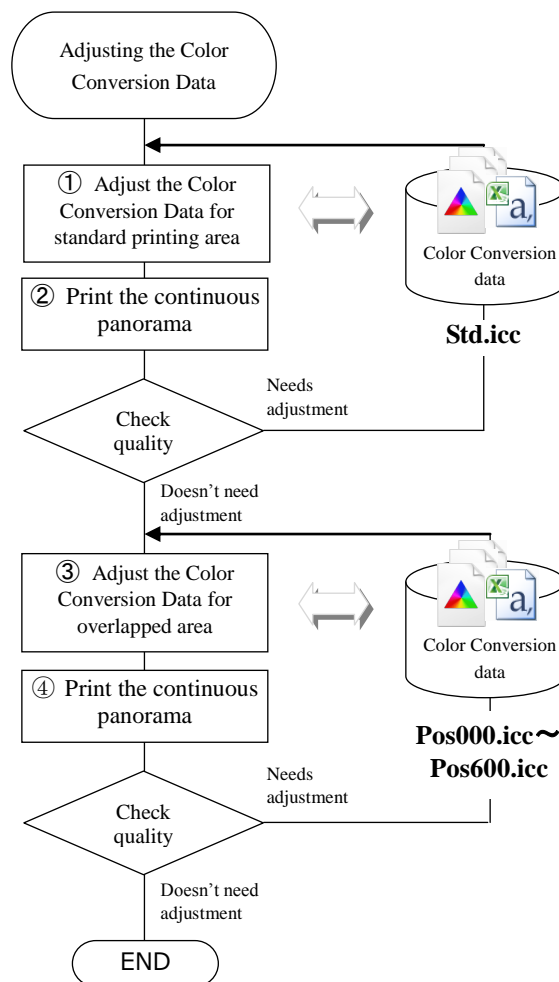 Adjusting the Color
Conversion Data
① Adjust the Color
Conversion Data for
standard printing area
a,
Color Conversion
data
② Print the continuous
panorama
Std.icc
Needs
adjustment
Check
quality
Doesn't need
adjustment
③ Adjust the Color
Conversion Data for
overlapped area
a,
Color Conversion
data
④ Print the continuous
panorama
Pos000.icc～
Pos600.icc
Needs
adjustment
Check
quality
Doesn't need
adjustment
END